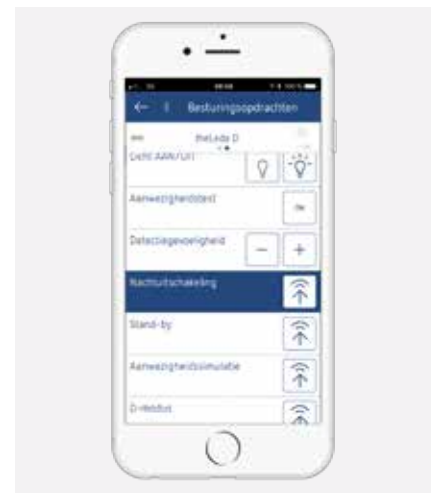 Besturingsopdrachten
theLeda D
Licht AAN/UIT
Aanwezigheidstest
Detectiegevoeligheid
Nachtuitschakeling
Stand-by
Aanwezigheidssimulatie
D-modus